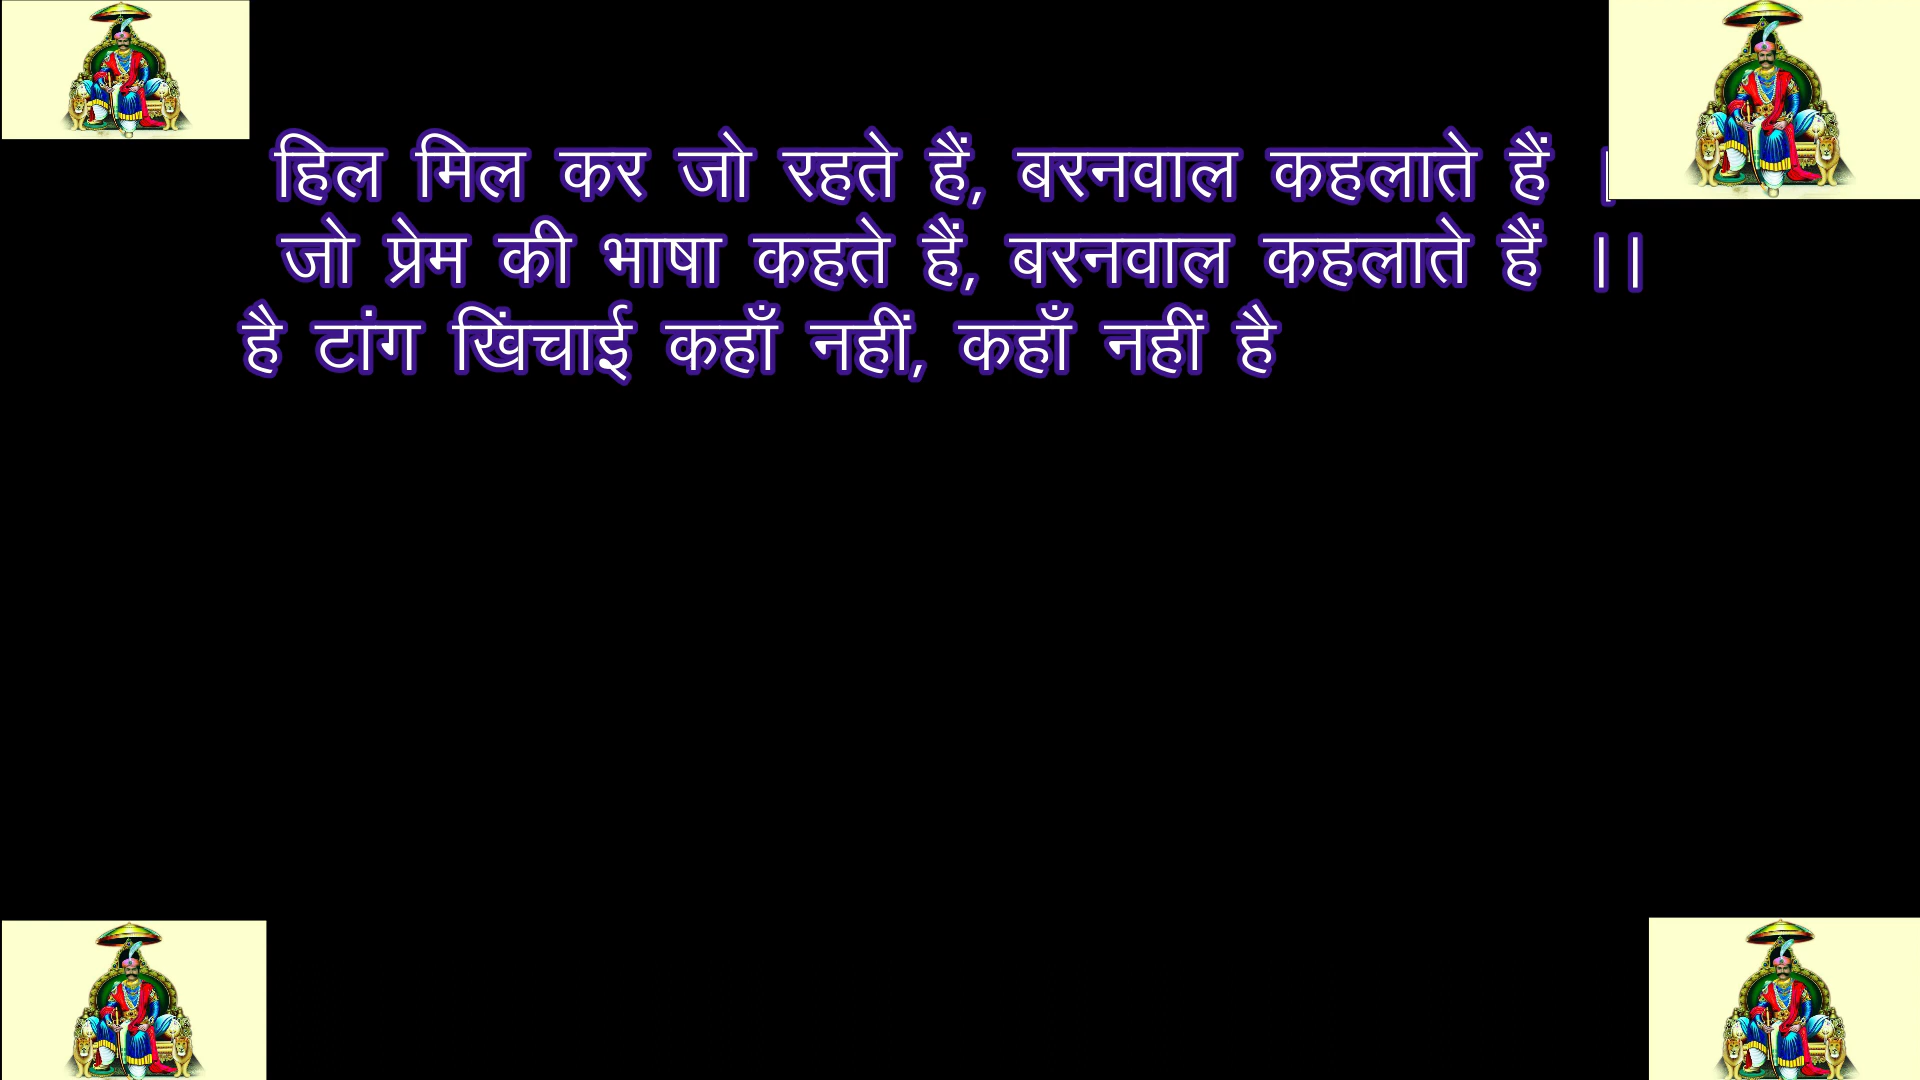 हिल मिल कर जो रहते हैं, बरनवाल कहलाते हैं ।
जो प्रेम की भाषा कहते हैं, बरनवाल कहलाते हैं ।।
है टांग खिंचाई कहाँ नहीं, कहाँ नहीं है